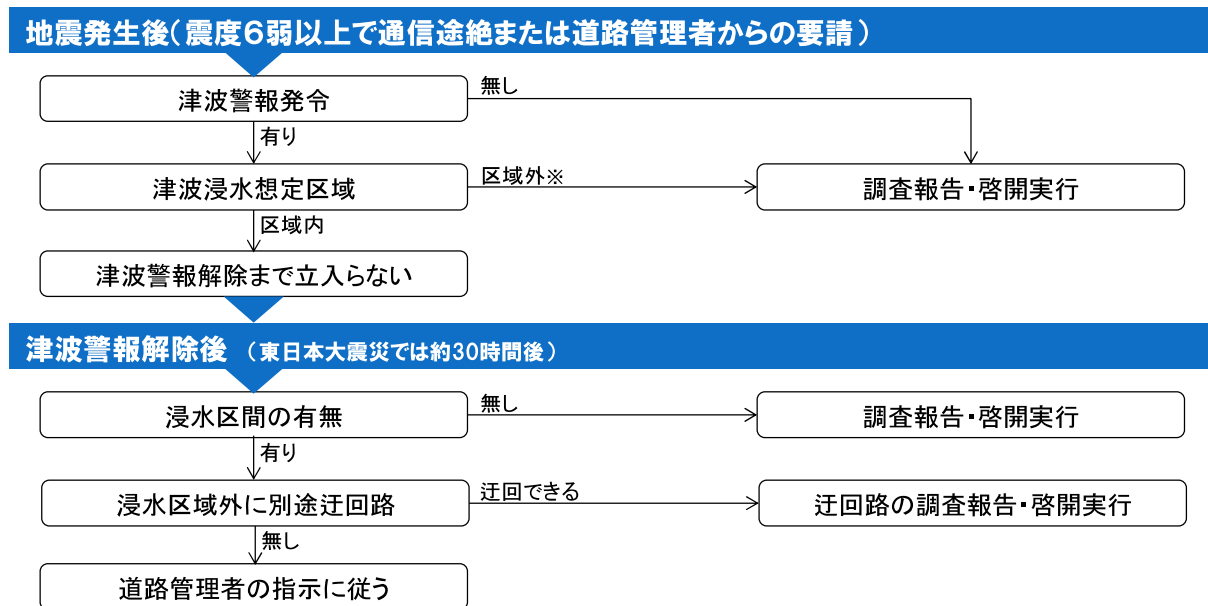 地震発生後(震度6弱以上で通信途絶または道路管理者からの要請)
津波警報発令
無し
有り
津波浸水想定区域
区域外※
調査報告・啓開実行
区域内
津波警報解除まで立入らない
津波警報解除後 (東日本大震災では約30時間後)
浸水区間の有無
無し
調査報告・啓開実行
有り
浸水区域外に別途迂回路
迂回できる
迂回路の調査報告・啓開実行
無し
道路管理者の指示に従う